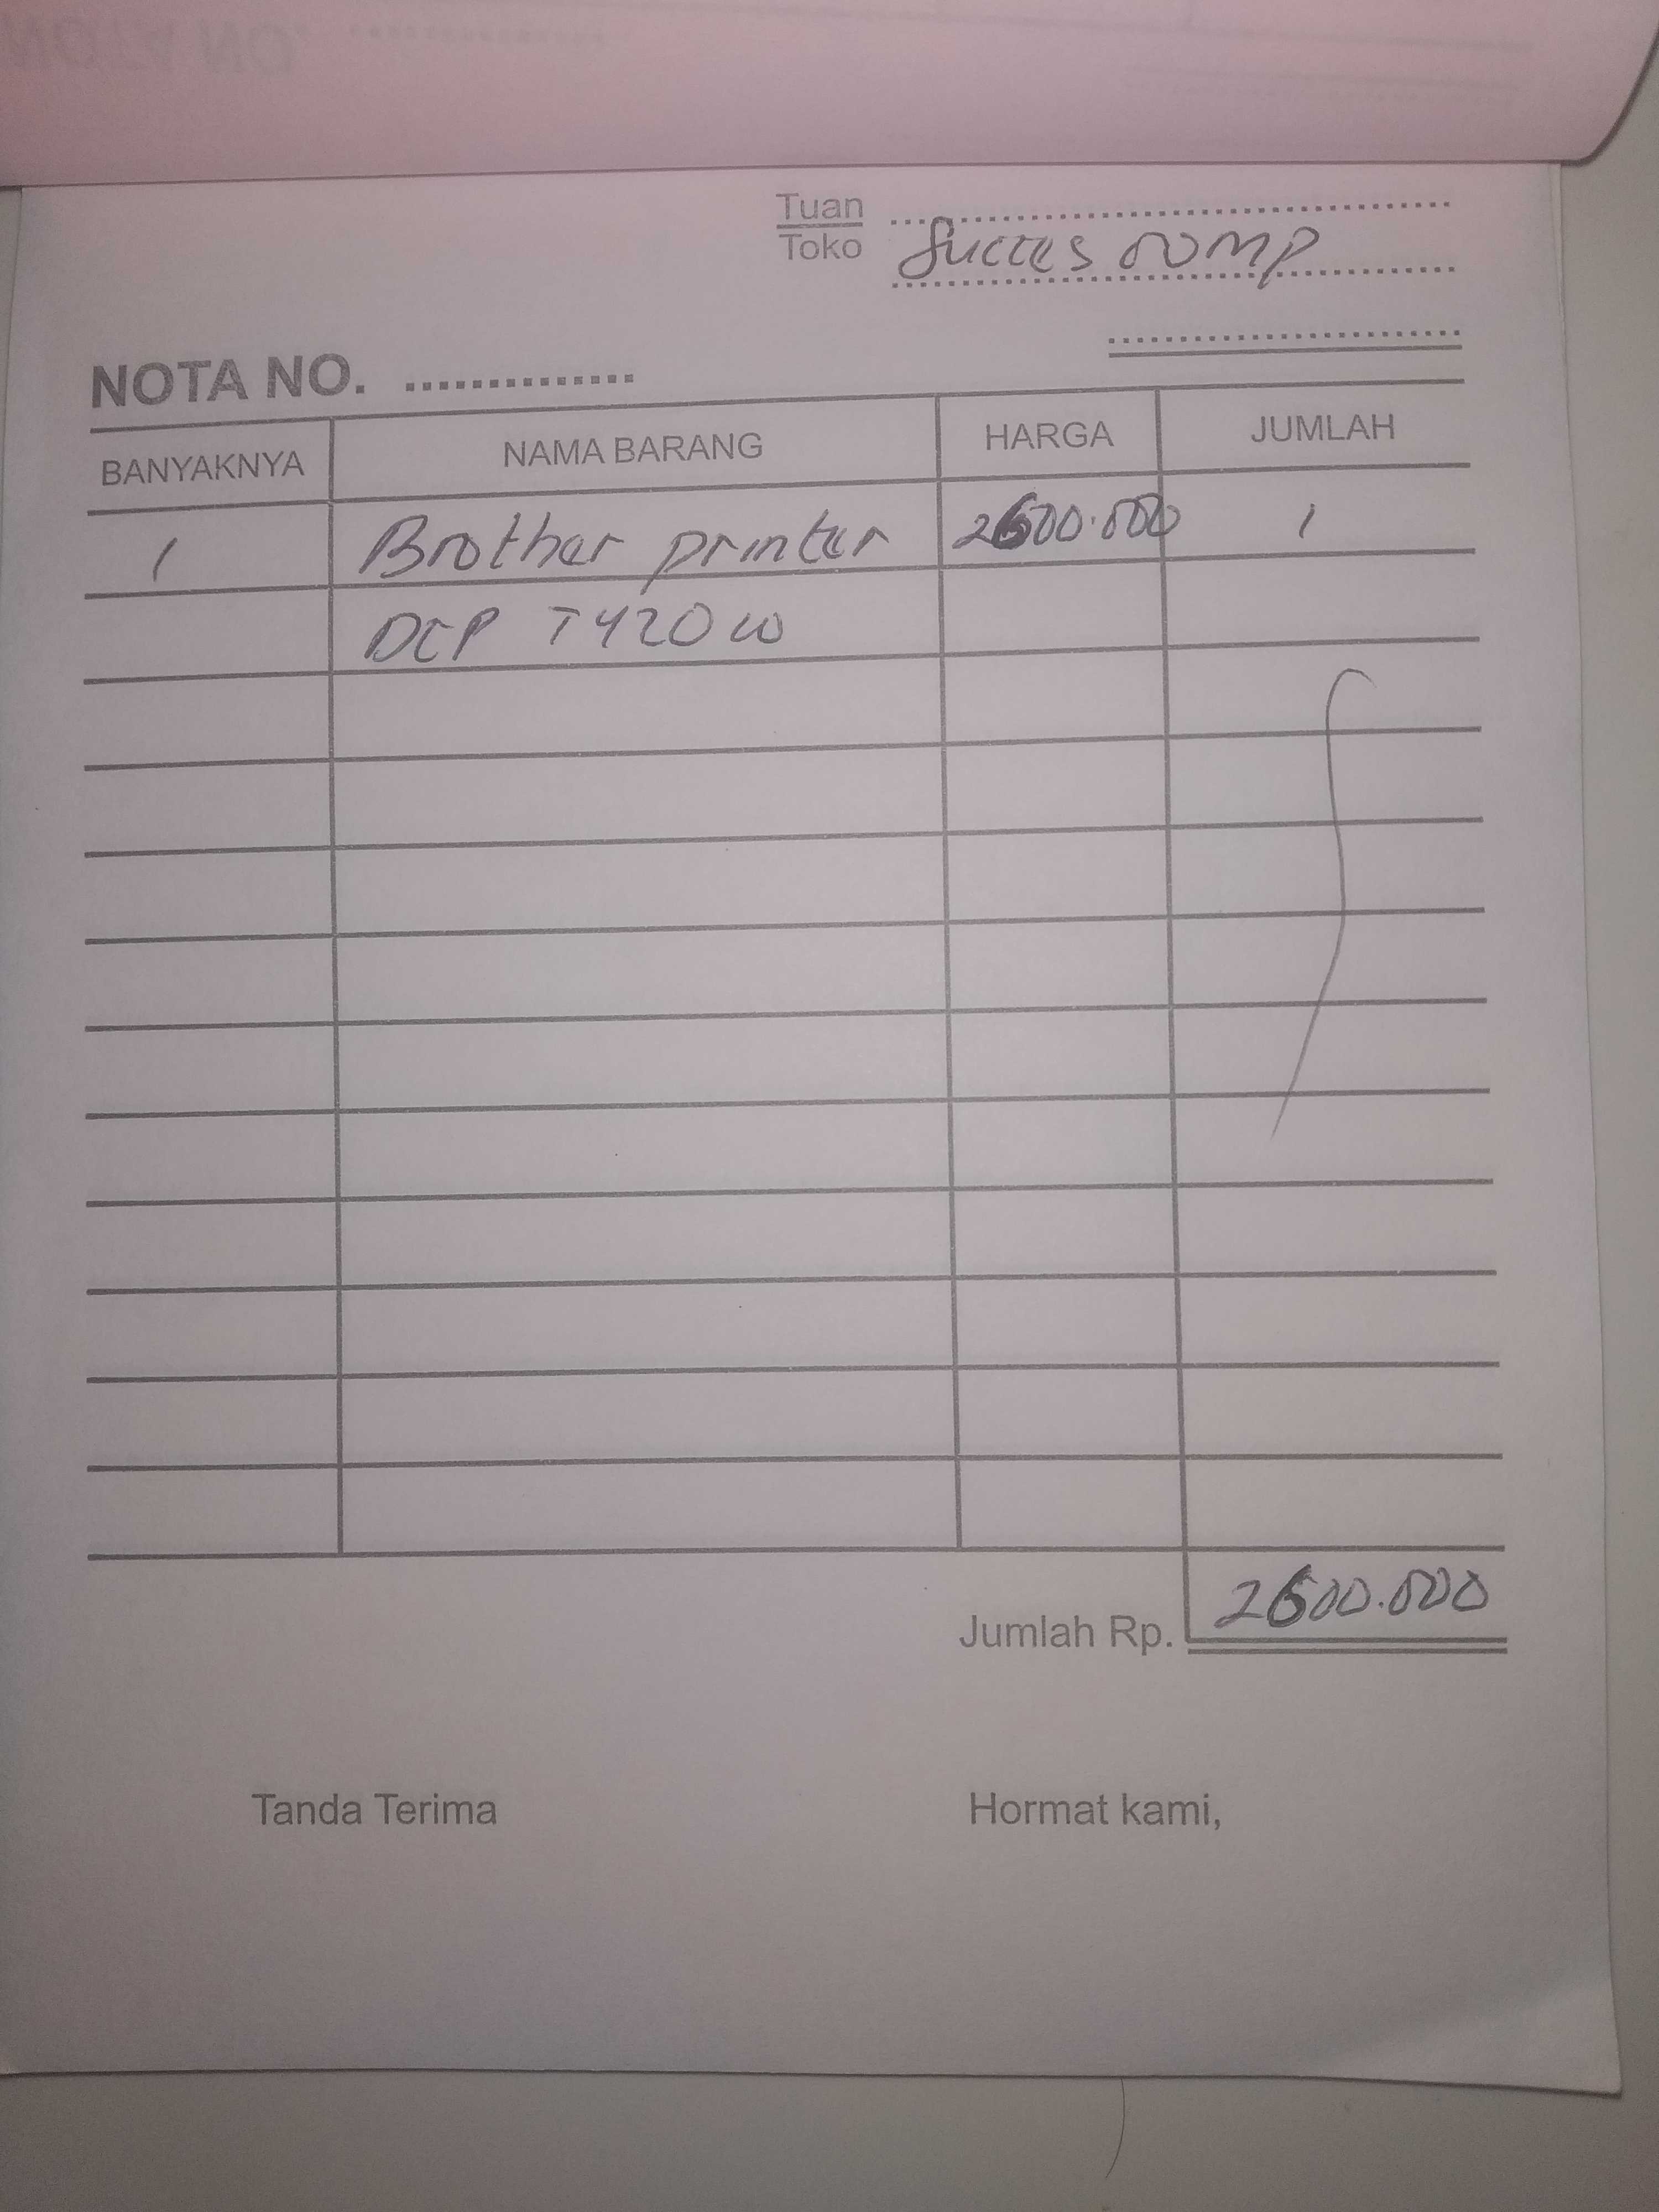 Tuan
Toko Succes comp
NOTA NO. ..............
BANYAKNYA NAMA BARANG HARGA JUMLAH
1 Brother printer 2600.000 1
DCP T420W
Jumlah Rp. 2600.000
Tanda Terima Hormat kami,